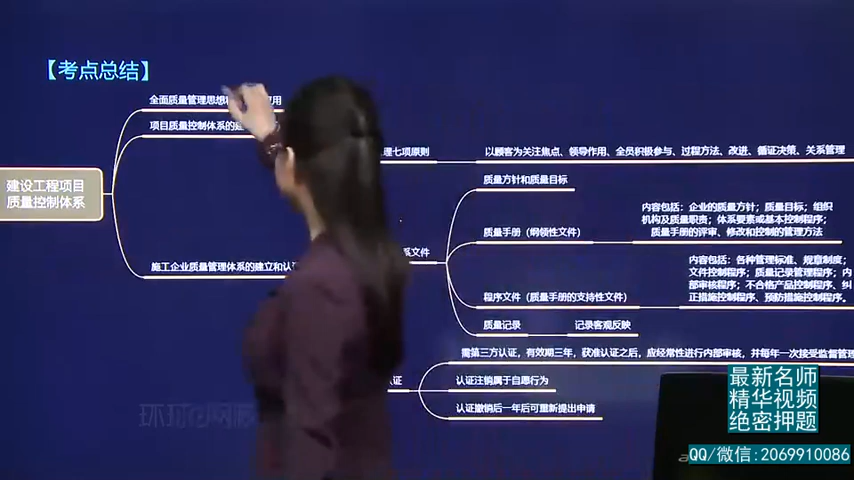 【考点总结】
全面质量管理思想
用
项目质量控制体系的
建设工程项目
质量控制体系
理七项原则
以顾客为关注焦点、领导作用、全员积极参与、过程方法、改进、循证决策、关系管理
质量方针和质量目标
内容包括：企业的质量方针；质量目标；组织
机构及质量职责；体系要素或基本控制程序；
质量手册的评审、修改和控制的管理方法
质量手册（纲领性文件）
系文件
施工企业质量管理体系的建立和认
内容包括：各种管理标准、规章制度；
文件控制程序；质量记录管理程序；内
部审核程序；不合格产品控制程序、纠
正措施控制程序、预防措施控制程序。
程序文件（质量手册的支持性文件）
质量记录
记录客观反映
需第三方认证，有效期三年，获准认证之后，应经常性进行内部审核，并每年一次接受监督管理
认证
认证注销属于自愿行为
认证撤销后一年后可重新提出申请
最新名师
精华视频
绝密押题
QQ/微信:2069910086